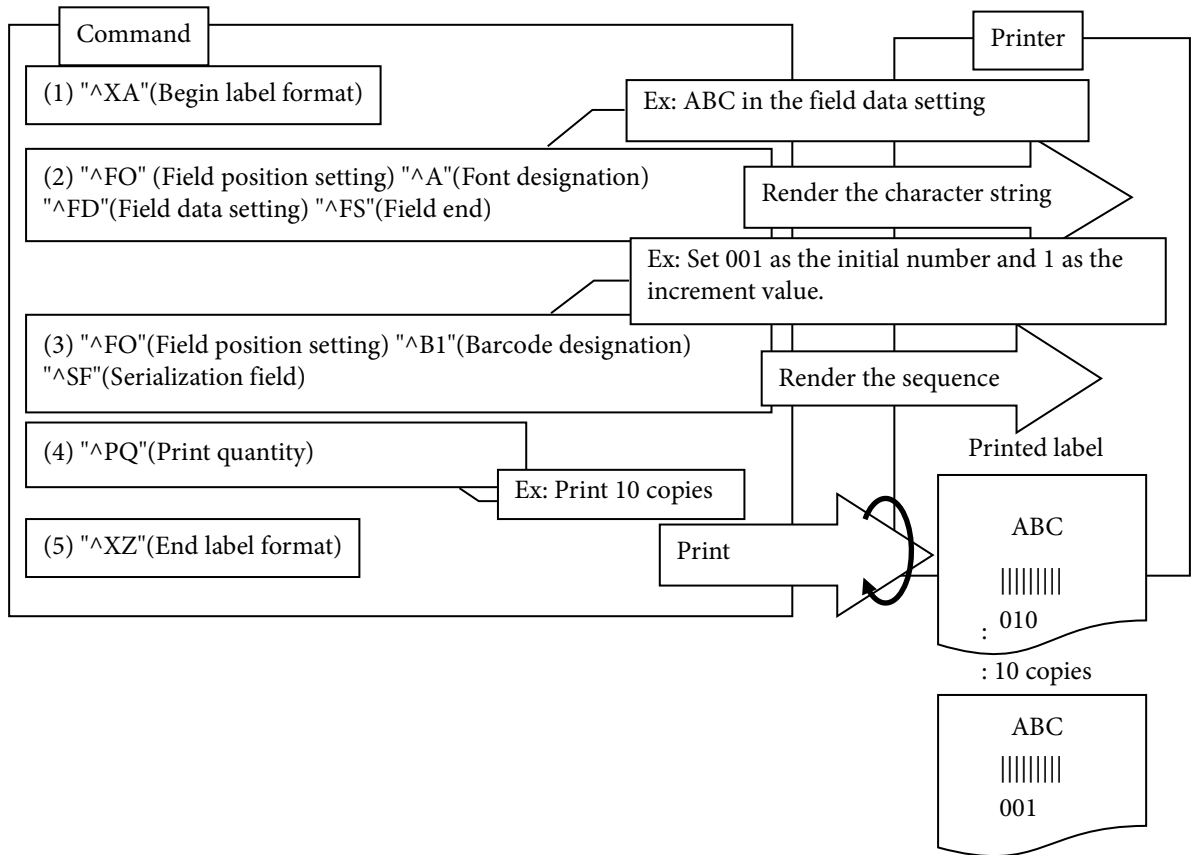 Command
Printer
(1) "^XA"(Begin label format)
Ex: ABC in the field data setting
(2) "^FO" (Field position setting) "^A"(Font designation)
"^FD"(Field data setting) "^FS"(Field end)
Render the character string
Ex: Set 001 as the initial number and 1 as the
increment value.
(3) "^FO"(Field position setting) "^B1"(Barcode designation)
"^SF"(Serialization field)
Render the sequence
(4) "^PQ"(Print quantity)
Ex: Print 10 copies
(5) "^XZ"(End label format)
Print
Printed label
ABC
|||||||||
: 010
: 10 copies
ABC
|||||||||
001